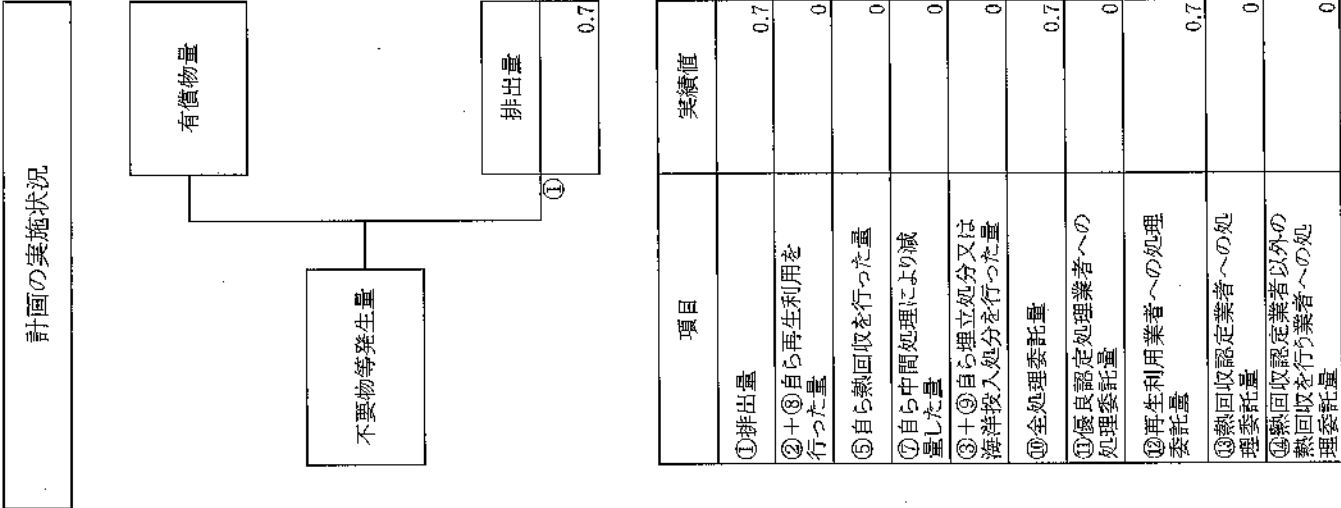 計画の実施状況
有償物量
不要物等発生量
排出量
①
0.7
項目
実績値
①排出量
0.7
②+⑧自ら再生利用を
行った量
0
⑤自ら熱回収を行った量
0
⑦自ら中間処理により減
量した量
0
③+⑨自ら埋立処分又は
海洋投入処分を行った量
0
⑩全処理委託量
0.7
⑪優良認定処理業者への
処理委託量
0
⑫再生利用業者への処理
委託量
0.7
⑬熱回収認定業者への処
理委託量
0
⑭熱回収認定業者以外の
熱回収を行う業者への処
理委託量
0